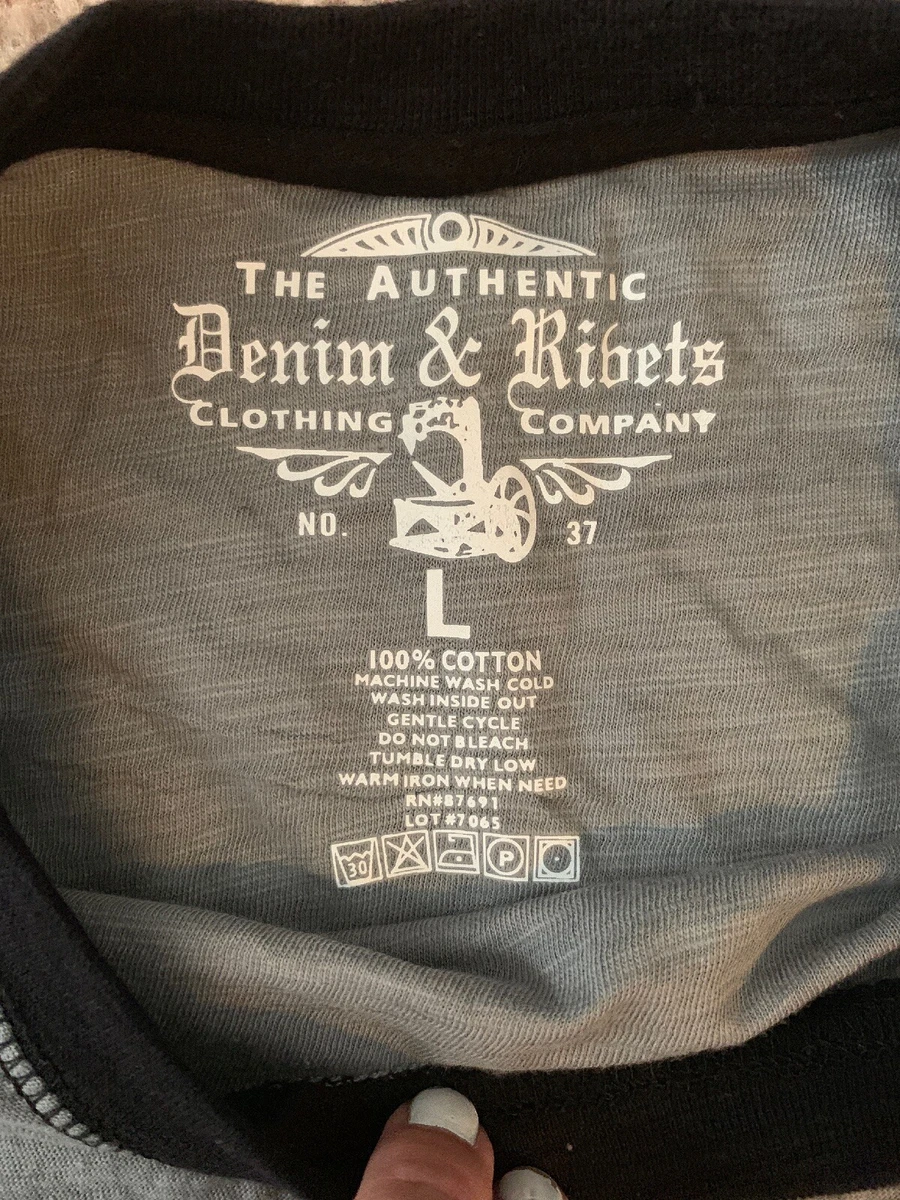 THE AUTHENTIC
Denim & Rivets
CLOTHING COMPANY
NO. 37
L
100% COTTON
MACHINE WASH COLD
WASH INSIDE OUT
GENTLE CYCLE
DO NOT BLEACH
TUMBLE DRY LOW
WARM IRON WHEN NEED
RN#87691
LOT #7065
30 P